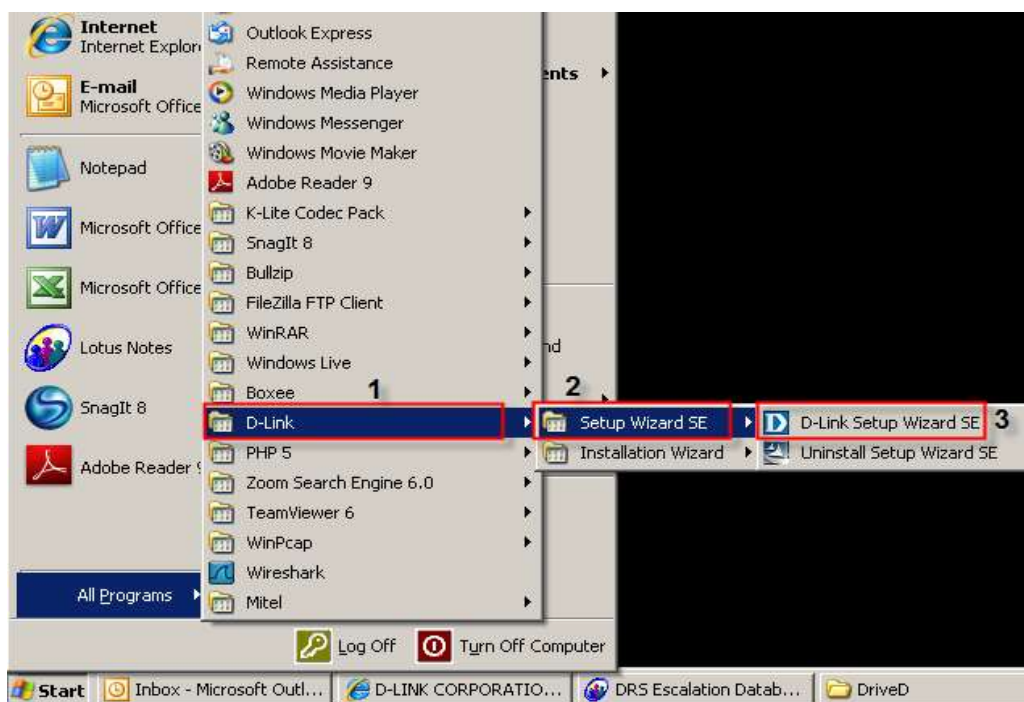 Internet
Internet Explor
E-mail
Microsoft Office
Notepad
Microsoft Office
Microsoft Office
Lotus Notes
SnagIt 8
Adobe Reader 9
All Programs
Outlook Express
Remote Assistance
Windows Media Player
Windows Messenger
Windows Movie Maker
Adobe Reader 9
K-Lite Codec Pack
SnagIt 8
Bullzip
FileZilla FTP Client
WinRAR
Windows Live
Boxee
1
D-Link
PHP 5
Zoom Search Engine 6.0
TeamViewer 6
WinPcap
Wireshark
Mitel
ents
nd
2
Setup Wizard SE
Installation Wizard
D-Link Setup Wizard SE
3
Uninstall Setup Wizard SE
Log Off
Turn Off Computer
Start
Inbox - Microsoft Outl...
D-LINK CORPORATIO...
DRS Escalation Datab...
DriveD